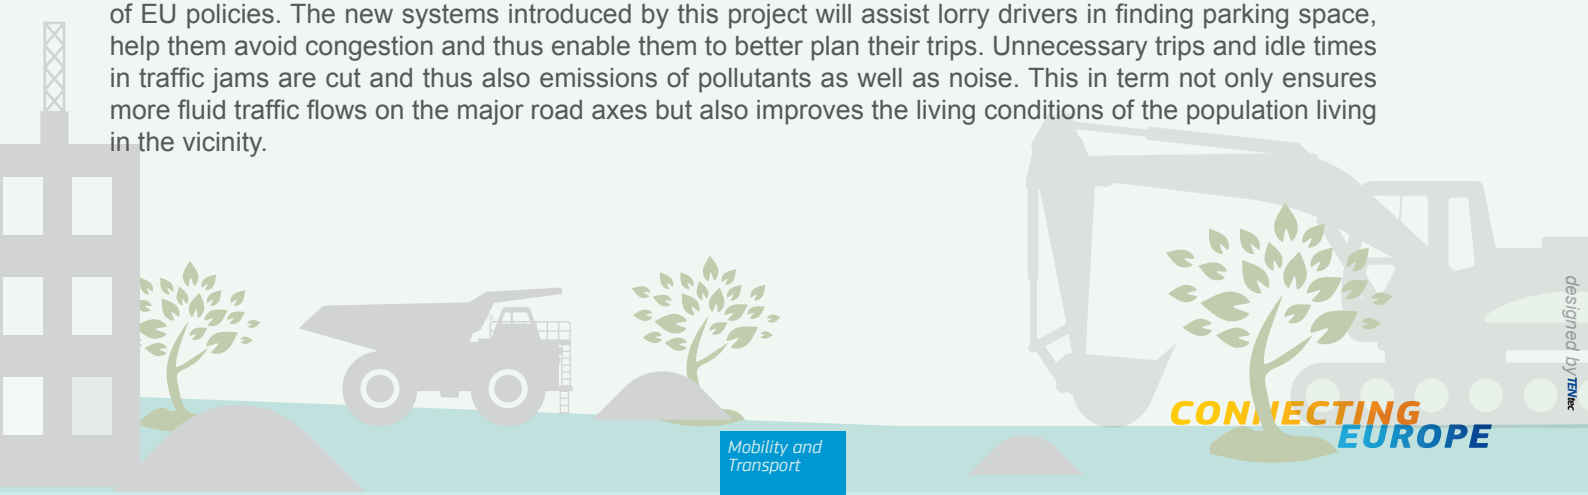 of EU policies. The new systems introduced by this project will assist lorry drivers in finding parking space,
help them avoid congestion and thus enable them to better plan their trips. Unnecessary trips and idle times
in traffic jams are cut and thus also emissions of pollutants as well as noise. This in term not only ensures
more fluid traffic flows on the major road axes but also improves the living conditions of the population living
in the vicinity.
designed by TENtec
CONNECTING
EUROPE
Mobility and
Transport